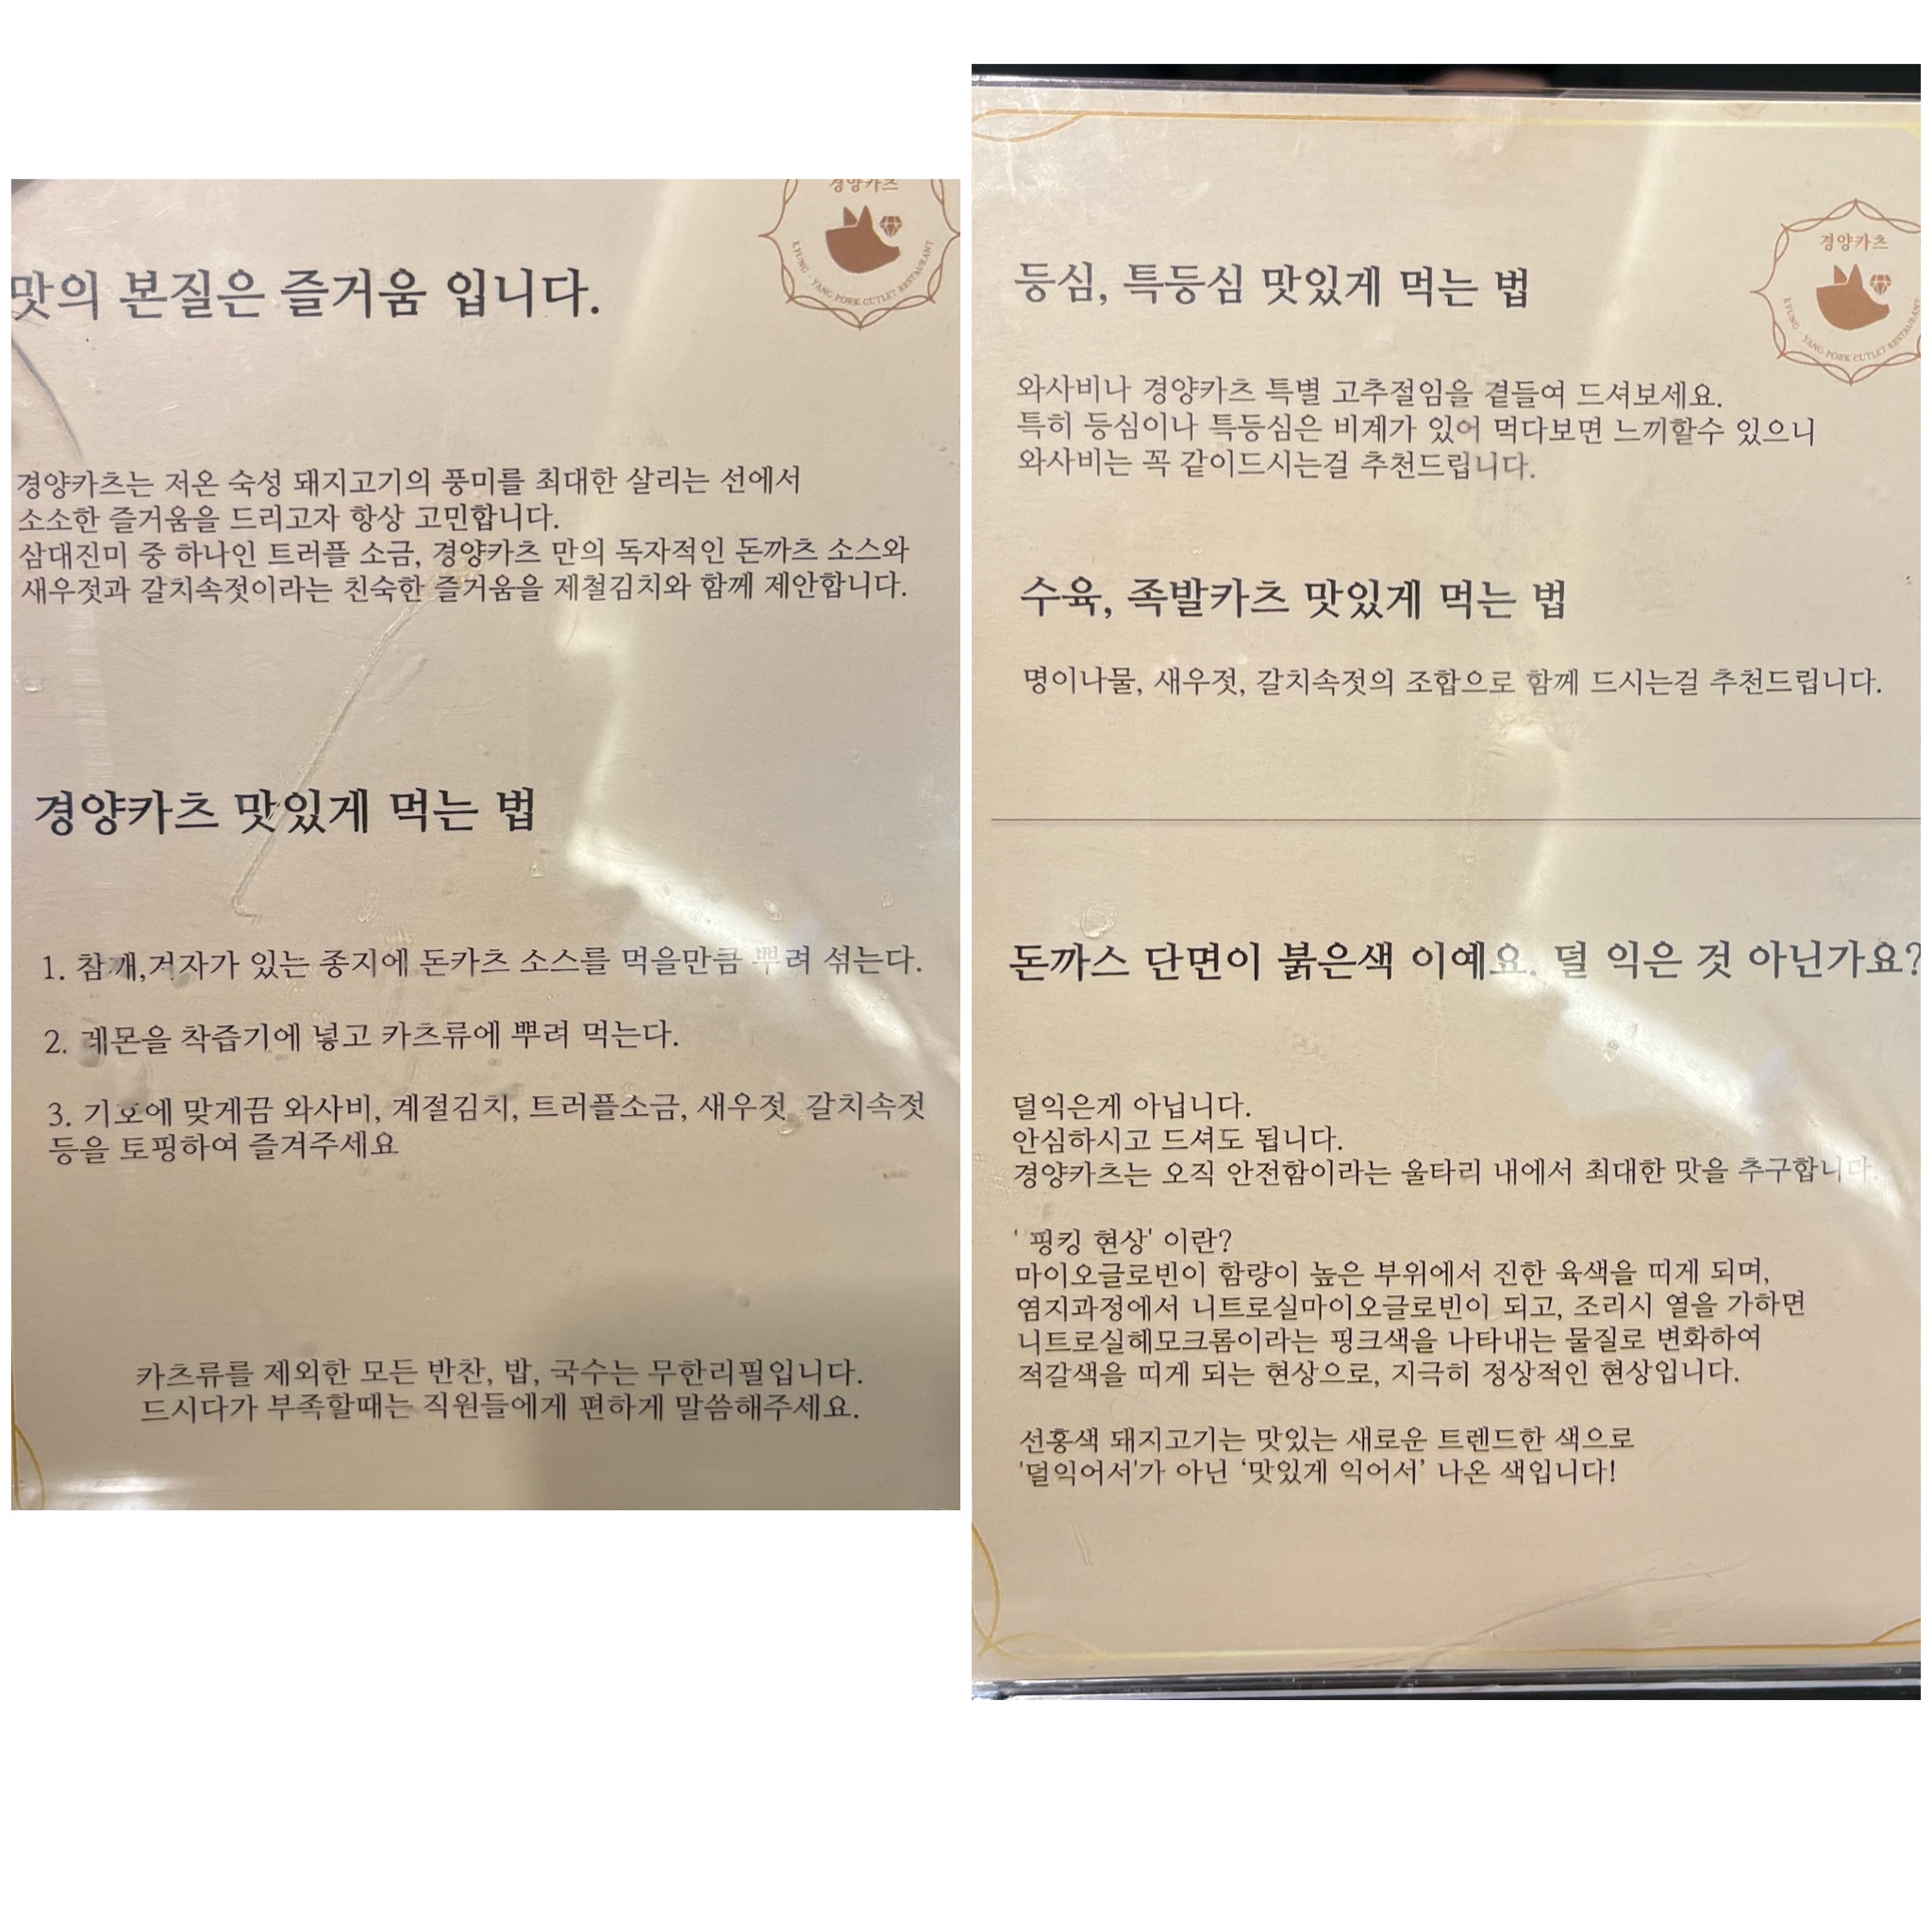 경양카츠
KYUNG - YANG PORK CUTLET RESTAURANT
맛의 본질은 즐거움 입니다.
경양카츠는 저온 숙성 돼지고기의 풍미를 최대한 살리는 선에서
소소한 즐거움을 드리고자 항상 고민합니다.
삼대진미 중 하나인 트러플 소금, 경양카츠 만의 독자적인 돈까츠 소스와
새우젓과 갈치속젓이라는 친숙한 즐거움을 제철김치와 함께 제안합니다.
경양카츠 맛있게 먹는 법
1. 참깨,겨자가 있는 종지에 돈카츠 소스를 먹을만큼 뿌려 섞는다.
2. 레몬을 착즙기에 넣고 카츠류에 뿌려 먹는다.
3. 기호에 맞게끔 와사비, 계절김치, 트러플소금, 새우젓, 갈치속젓
등을 토핑하여 즐겨주세요
카츠류를 제외한 모든 반찬, 밥, 국수는 무한리필입니다.
드시다가 부족할때는 직원들에게 편하게 말씀해주세요.
경양카츠
KYUNG - YANG PORK CUTLET RESTAURANT
등심, 특등심 맛있게 먹는 법
와사비나 경양카츠 특별 고추절임을 곁들여 드셔보세요.
특히 등심이나 특등심은 비계가 있어 먹다보면 느끼할수 있으니
와사비는 꼭 같이드시는걸 추천드립니다.
수육, 족발카츠 맛있게 먹는 법
명이나물, 새우젓, 갈치속젓의 조합으로 함께 드시는걸 추천드립니다.
돈까스 단면이 붉은색 이예요. 덜 익은 것 아닌가요?
덜익은게 아닙니다.
안심하시고 드셔도 됩니다.
경양카츠는 오직 안전함이라는 울타리 내에서 최대한 맛을 추구합니다.
' 핑킹 현상' 이란?
마이오글로빈이 함량이 높은 부위에서 진한 육색을 띠게 되며,
염지과정에서 니트로실마이오글로빈이 되고, 조리시 열을 가하면
니트로실헤모크롬이라는 핑크색을 나타내는 물질로 변화하여
적갈색을 띠게 되는 현상으로, 지극히 정상적인 현상입니다.
선홍색 돼지고기는 맛있는 새로운 트렌드한 색으로
'덜익어서'가 아닌 ‘맛있게 익어서’ 나온 색입니다!